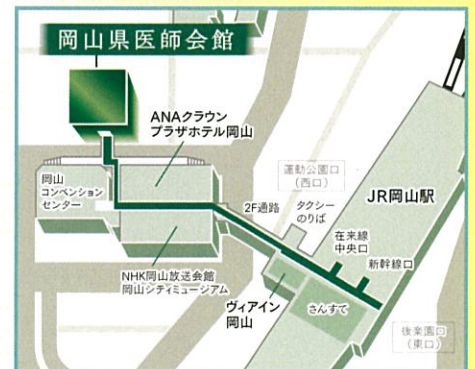 岡山県医師会館
ANAクラウン
プラザホテル岡山
岡山
コンベンション
センター
NHK岡山放送会館
岡山シティミュージアム
2F通路
運動公園口
(西口)
タクシー
のりば
JR岡山駅
在来線
中央口
新幹線口
ヴィアイン
岡山
さんすて
後楽園口
(東口)